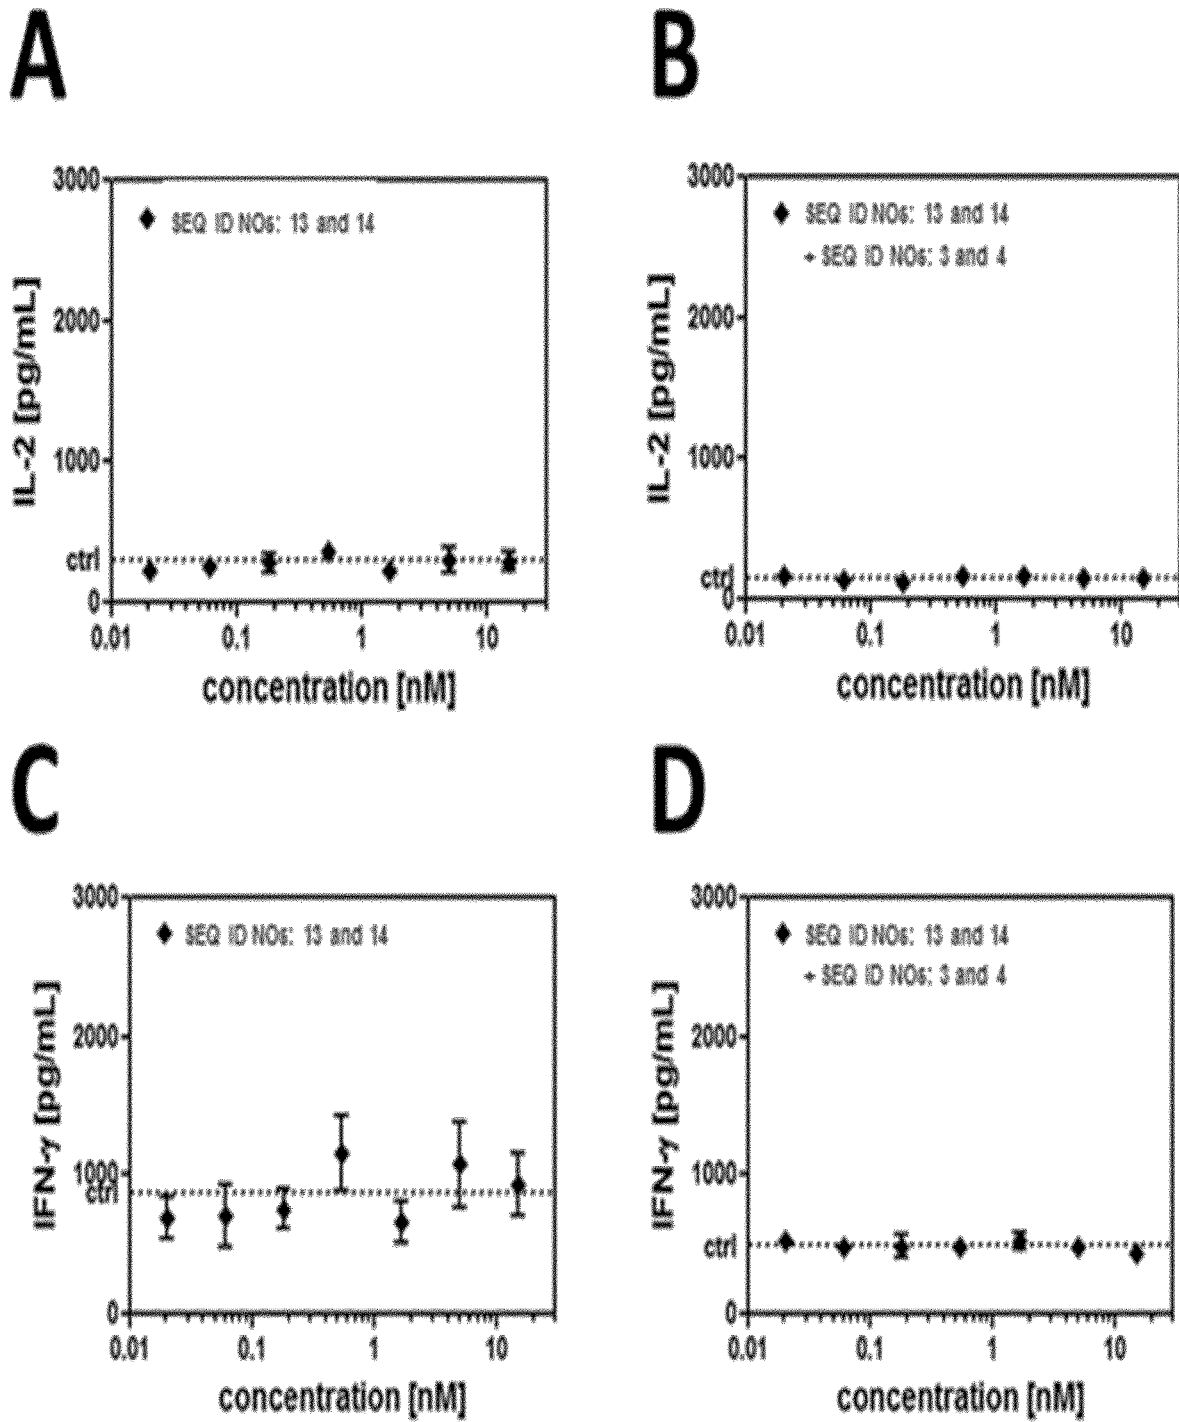 A
B
3000
◆ SEQ ID NOs: 13 and 14
2000
IL-2 [pg/mL]
1000
ctrl
0
0.01 0.1 1 10
concentration [nM]
3000
◆ SEQ ID NOs: 13 and 14
+ SEQ ID NOs: 3 and 4
2000
IL-2 [pg/mL]
1000
ctrl
0
0.01 0.1 1 10
concentration [nM]
C
D
3000
◆ SEQ ID NOs: 13 and 14
2000
IFN-γ [pg/mL]
1000
ctrl
0
0.01 0.1 1 10
concentration [nM]
3000
◆ SEQ ID NOs: 13 and 14
+ SEQ ID NOs: 3 and 4
2000
IFN-γ [pg/mL]
1000
ctrl
0
0.01 0.1 1 10
concentration [nM]